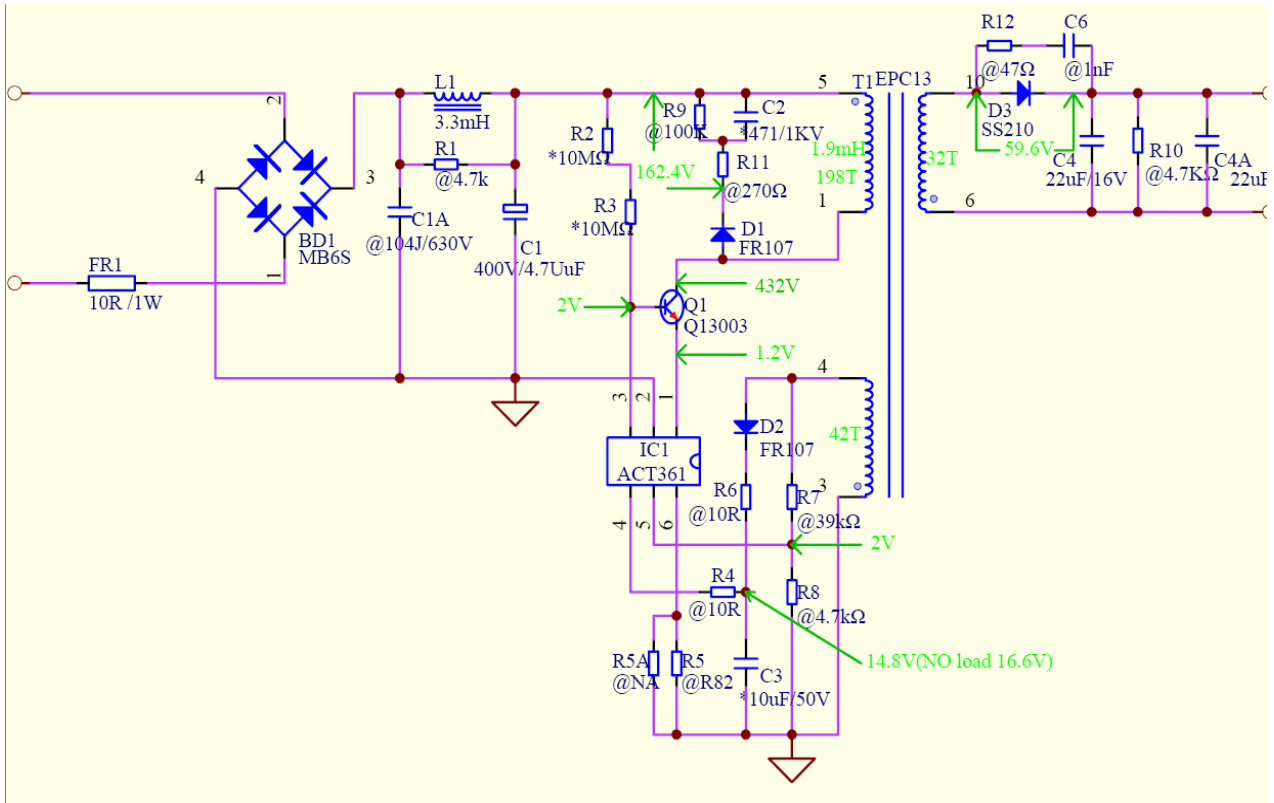 R12
C6
@47Ω
@1nF
L1
3.3mH
5
T1
EPC13
10
2
R9
@100K
C2
*471/1KV
D3
SS210
R2
*10MΩ
1.9mH
198T
32T
59.6V
C4
22uF/16V
R10
@4.7KΩ
C4A
22uF
R1
@4.7k
R11
@270Ω
162.4V
4
3
1
6
R3
*10MΩ
C1A
@104J/630V
D1
FR107
BD1
MB6S
C1
400V/4.7UuF
FR1
10R /1W
1
432V
2V
Q1
Q13003
1.2V
4
3
2
1
D2
FR107
42T
IC1
ACT361
R6
@10R
3
R7
@39kΩ
4
5
6
2V
R4
@10R
R8
@4.7kΩ
R5A
@NA
R5
@R82
C3
*10uF/50V
14.8V(NO load 16.6V)